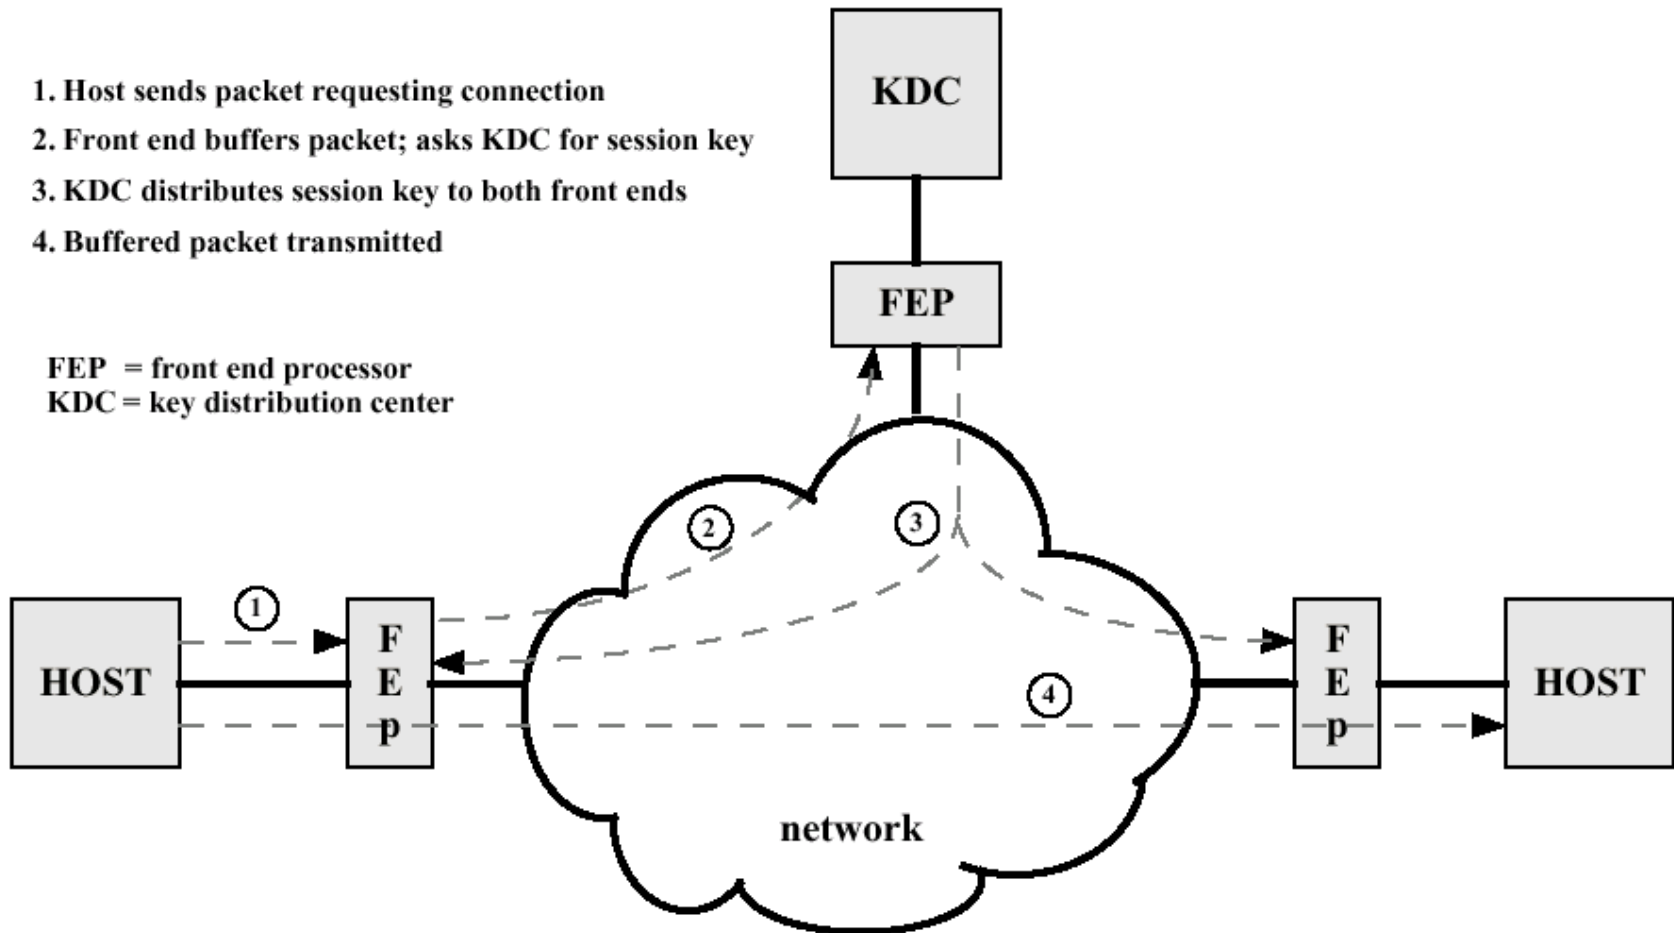 1. Host sends packet requesting connection
2. Front end buffers packet; asks KDC for session key
3. KDC distributes session key to both front ends
4. Buffered packet transmitted
FEP = front end processor
KDC = key distribution center
KDC
FEP
2
3
1
HOST
F
E
p
4
F
E
p
HOST
network